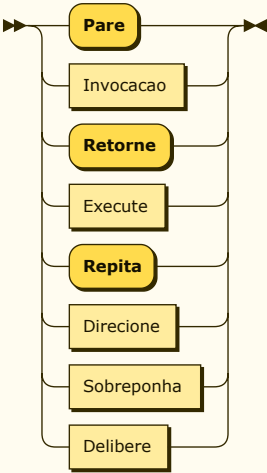 Pare
Invocacao
Retorne
Execute
Repita
Direcione
Sobreponha
Delibere